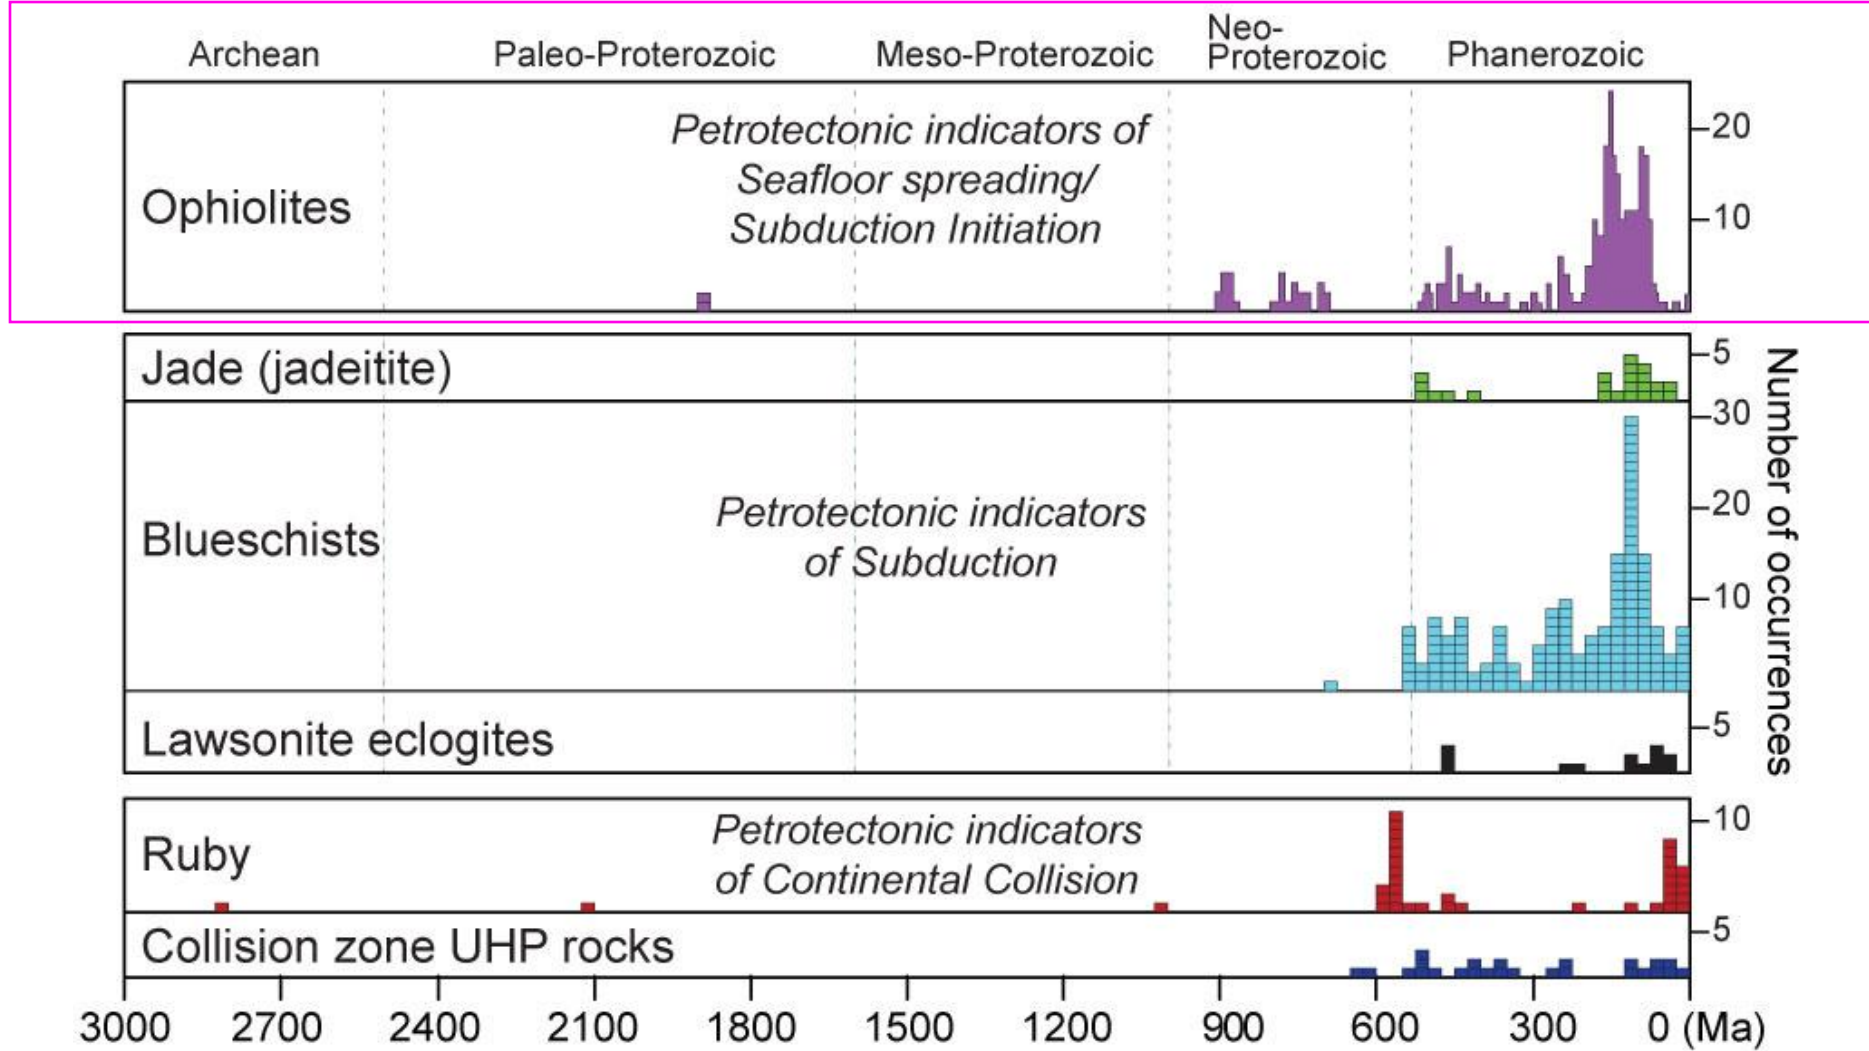 Archean
Paleo-Proterozoic
Meso-Proterozoic
Neo-
Proterozoic
Phanerozoic
Petrotectonic indicators of
Seafloor spreading/
Subduction Initiation
Ophiolites
20
10
Jade (jadeitite)
5
30
Blueschists
Petrotectonic indicators
of Subduction
20
10
Number of occurrences
Lawsonite eclogites
5
Ruby
Petrotectonic indicators
of Continental Collision
10
Collision zone UHP rocks
5
3000 2700 2400 2100 1800 1500 1200 900 600 300 0 (Ma)